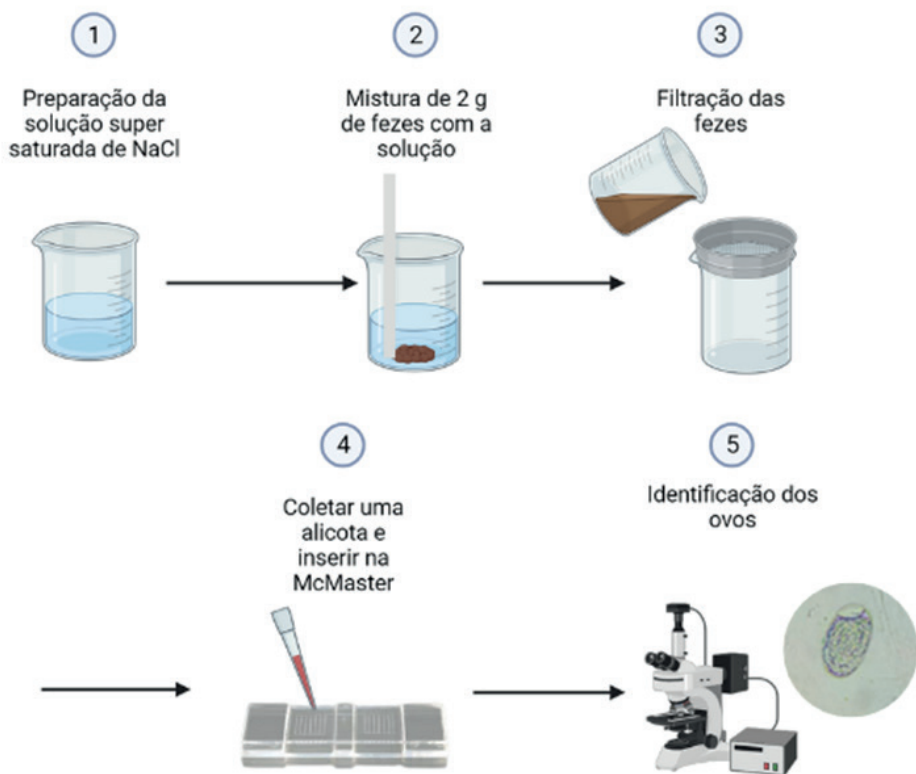 1
Preparação da
solução super
saturada de NaCl
2
Mistura de 2 g
de fezes com a
solução
3
Filtração das
fezes
4
Coletar uma
alicota e
inserir na
McMaster
5
Identificação dos
ovos